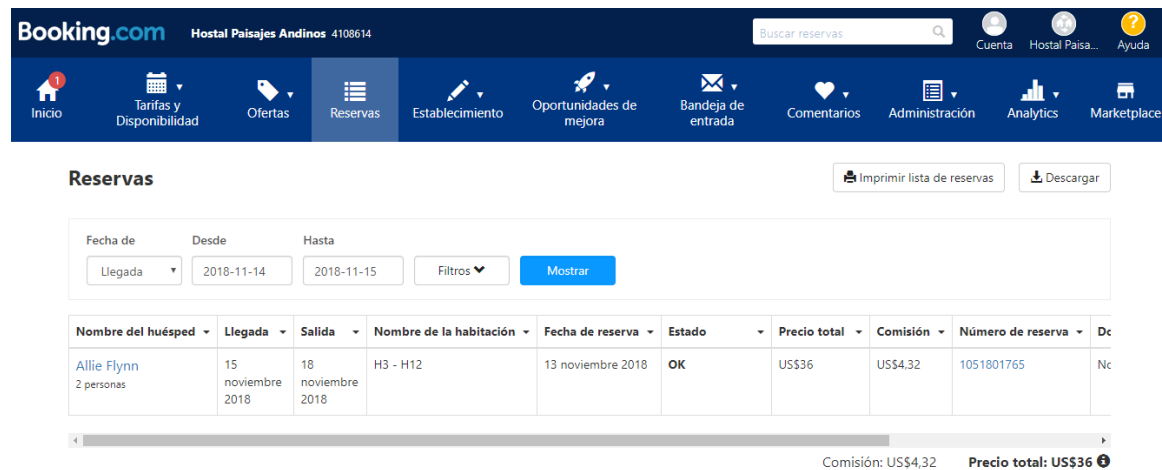 Booking.com Hostal Paisajes Andinos 4108614 Buscar reservas
Cuenta Hostal Paisa... Ayuda
?
1
Inicio Tarifas y Disponibilidad Ofertas Reservas Establecimiento Oportunidades de mejora Bandeja de entrada Comentarios Administración Analytics Marketplace
Reservas Imprimir lista de reservas Descargar
Fecha de Desde Hasta
Llegada 2018-11-14 2018-11-15 Filtros Mostrar
Nombre del huésped Llegada Salida Nombre de la habitación Fecha de reserva Estado Precio total Comisión Número de reserva Do
Allie Flynn 15 noviembre 2018 18 noviembre 2018 H3 - H12 13 noviembre 2018 OK US$36 US$4,32 1051801765 No
2 personas
Comisión: US$4,32 Precio total: US$36